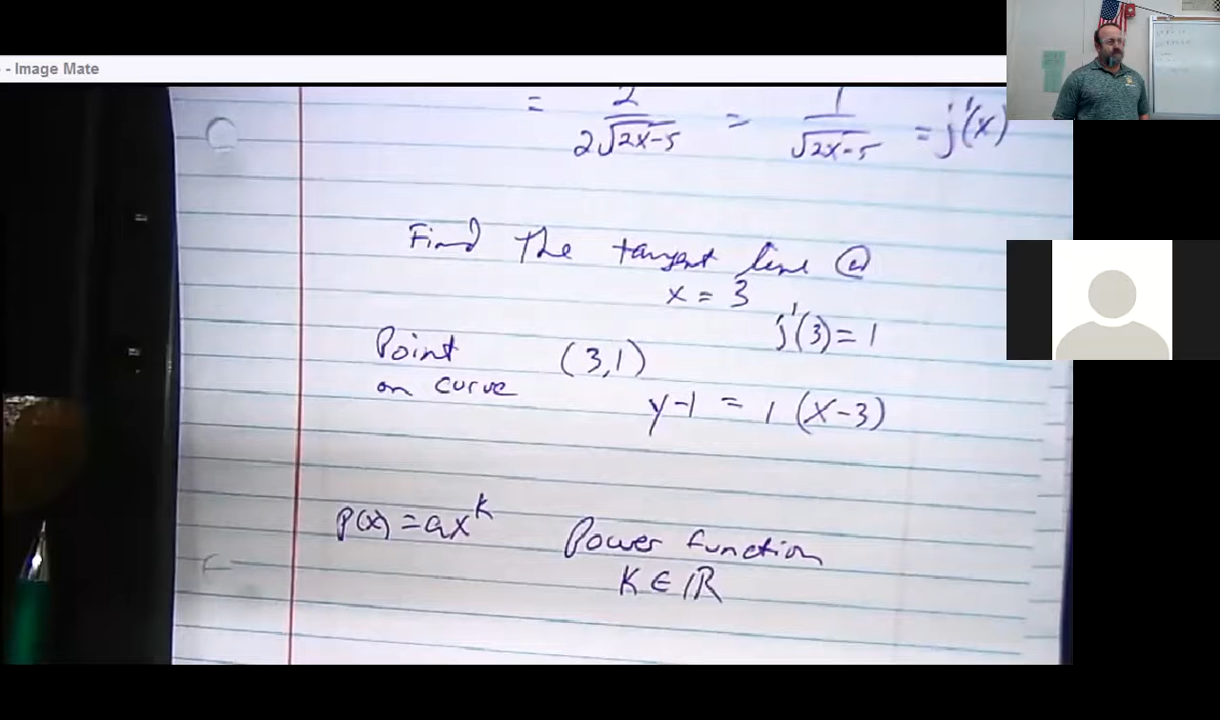 - Image Mate
= 2 / 2√2x-5 = 1 / √2x-5 = j'(x)
Find the tangent line @
x = 3
j'(3) = 1
Point (3,1)
on curve
y-1 = 1 (x-3)
P(x) = ax^k Power function
K ∈ ℝ